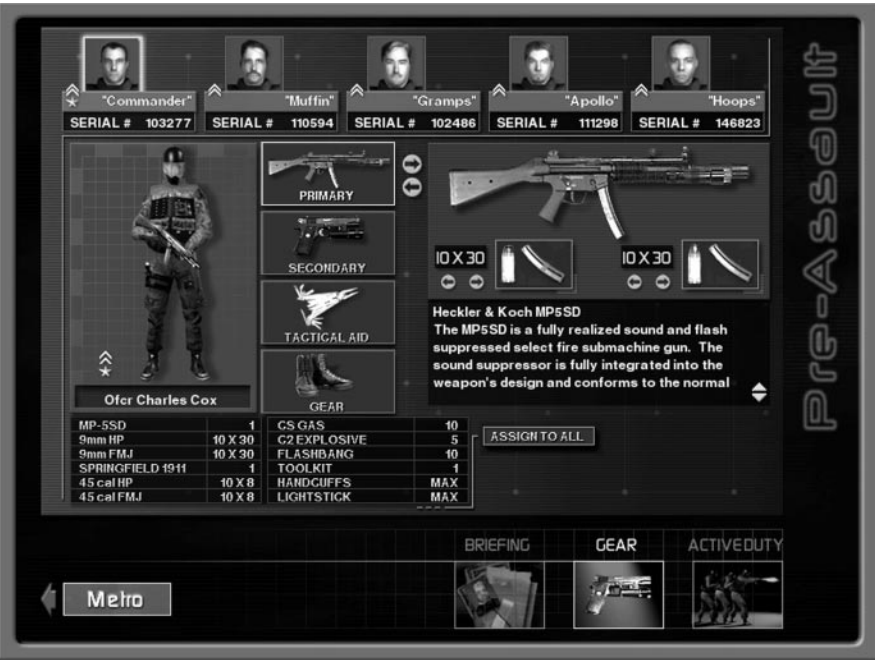 "Commander" "Muffin" "Gramps" "Apollo" "Hoops"
SERIAL # 103277 SERIAL # 110594 SERIAL # 102486 SERIAL # 111298 SERIAL # 146823
Pre-Assault
PRIMARY
SECONDARY
TACTICAL AID
GEAR
Ofcr Charles Cox
10 X 30 10 X 30
Heckler & Koch MP5SD
The MP5SD is a fully realized sound and flash
suppressed select fire submachine gun. The
sound suppressor is fully integrated into the
weapon's design and conforms to the normal
MP-5SD 1
9mm HP 10 X 30
9mm FMJ 10 X 30
SPRINGFIELD 1911 1
45 cal HP 10 X 8
45 cal FMJ 10 X 8
CS GAS 10
C2 EXPLOSIVE 5
FLASHBANG 10
TOOLKIT 1
HANDCUFFS MAX
LIGHTSTICK MAX
ASSIGN TO ALL
BRIEFING GEAR ACTIVE DUTY
Metro